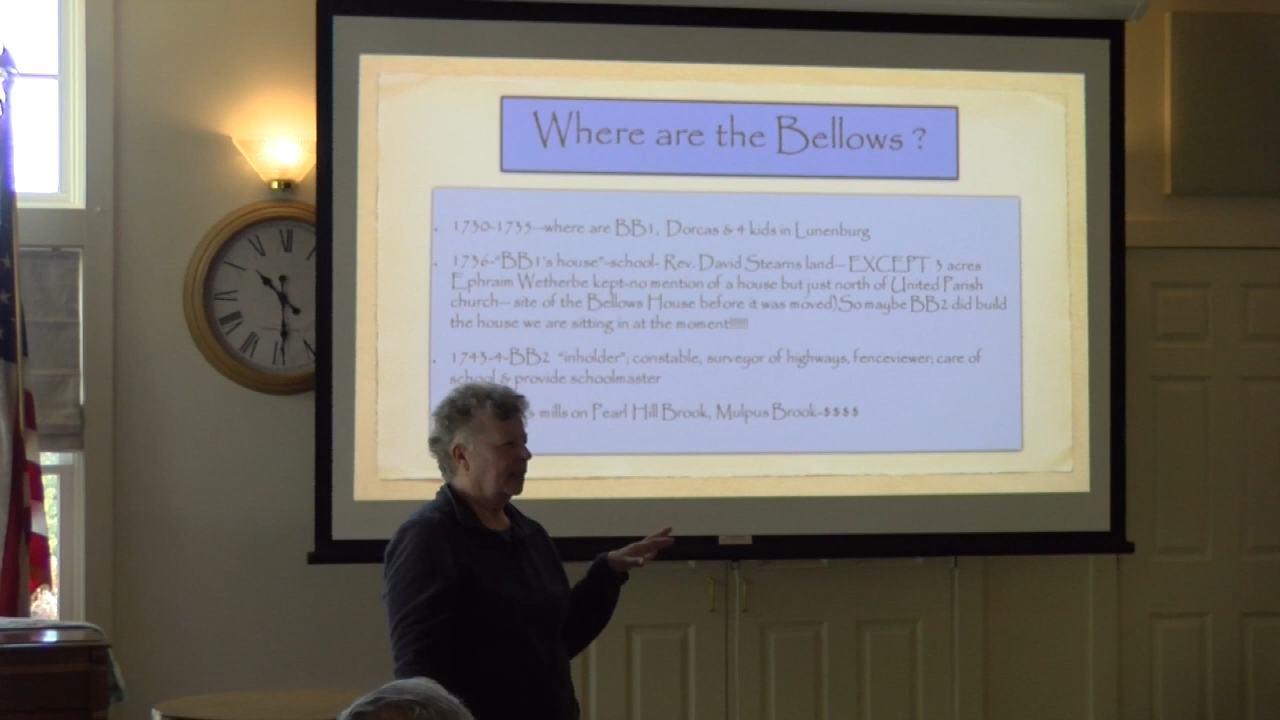 Where are the Bellows ?
1730-1735--where are BB1, Dorcas & 4 kids in Lunenburg
1736-"BB1's house"-school- Rev. David Stearns land-- EXCEPT 3 acres
Ephraim Wetherbe kept-no mention of a house but just north of United Parish
church-- site of the Bellows House before it was moved)So maybe BB2 did build
the house we are sitting in at the moment!!!!!!!
1743-4-BB2 "inholder"; constable, surveyor of highways, fenceviewer; care of
school & provide schoolmaster
mills on Pearl Hill Brook, Mulpus Brook-$$$$